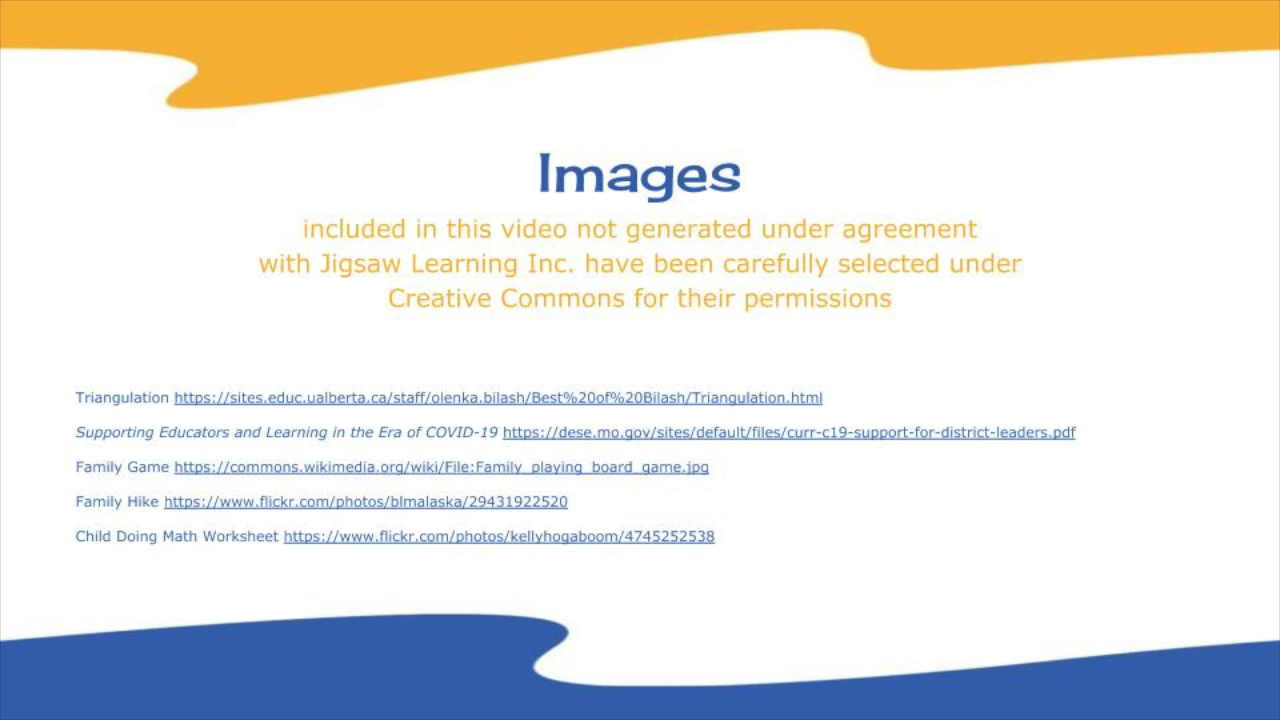 Images
included in this video not generated under agreement
with Jigsaw Learning Inc. have been carefully selected under
Creative Commons for their permissions
Triangulation https://sites.educ.ualberta.ca/staff/olenka.bilash/Best%20of%20Bilash/Triangulation.html
Supporting Educators and Learning in the Era of COVID-19 https://dese.mo.gov/sites/default/files/curr-c19-support-for-district-leaders.pdf
Family Game https://commons.wikimedia.org/wiki/File:Family_playing_board_game.jpg
Family Hike https://www.flickr.com/photos/blmalaska/29431922520
Child Doing Math Worksheet https://www.flickr.com/photos/kellyhogaboom/4745252538